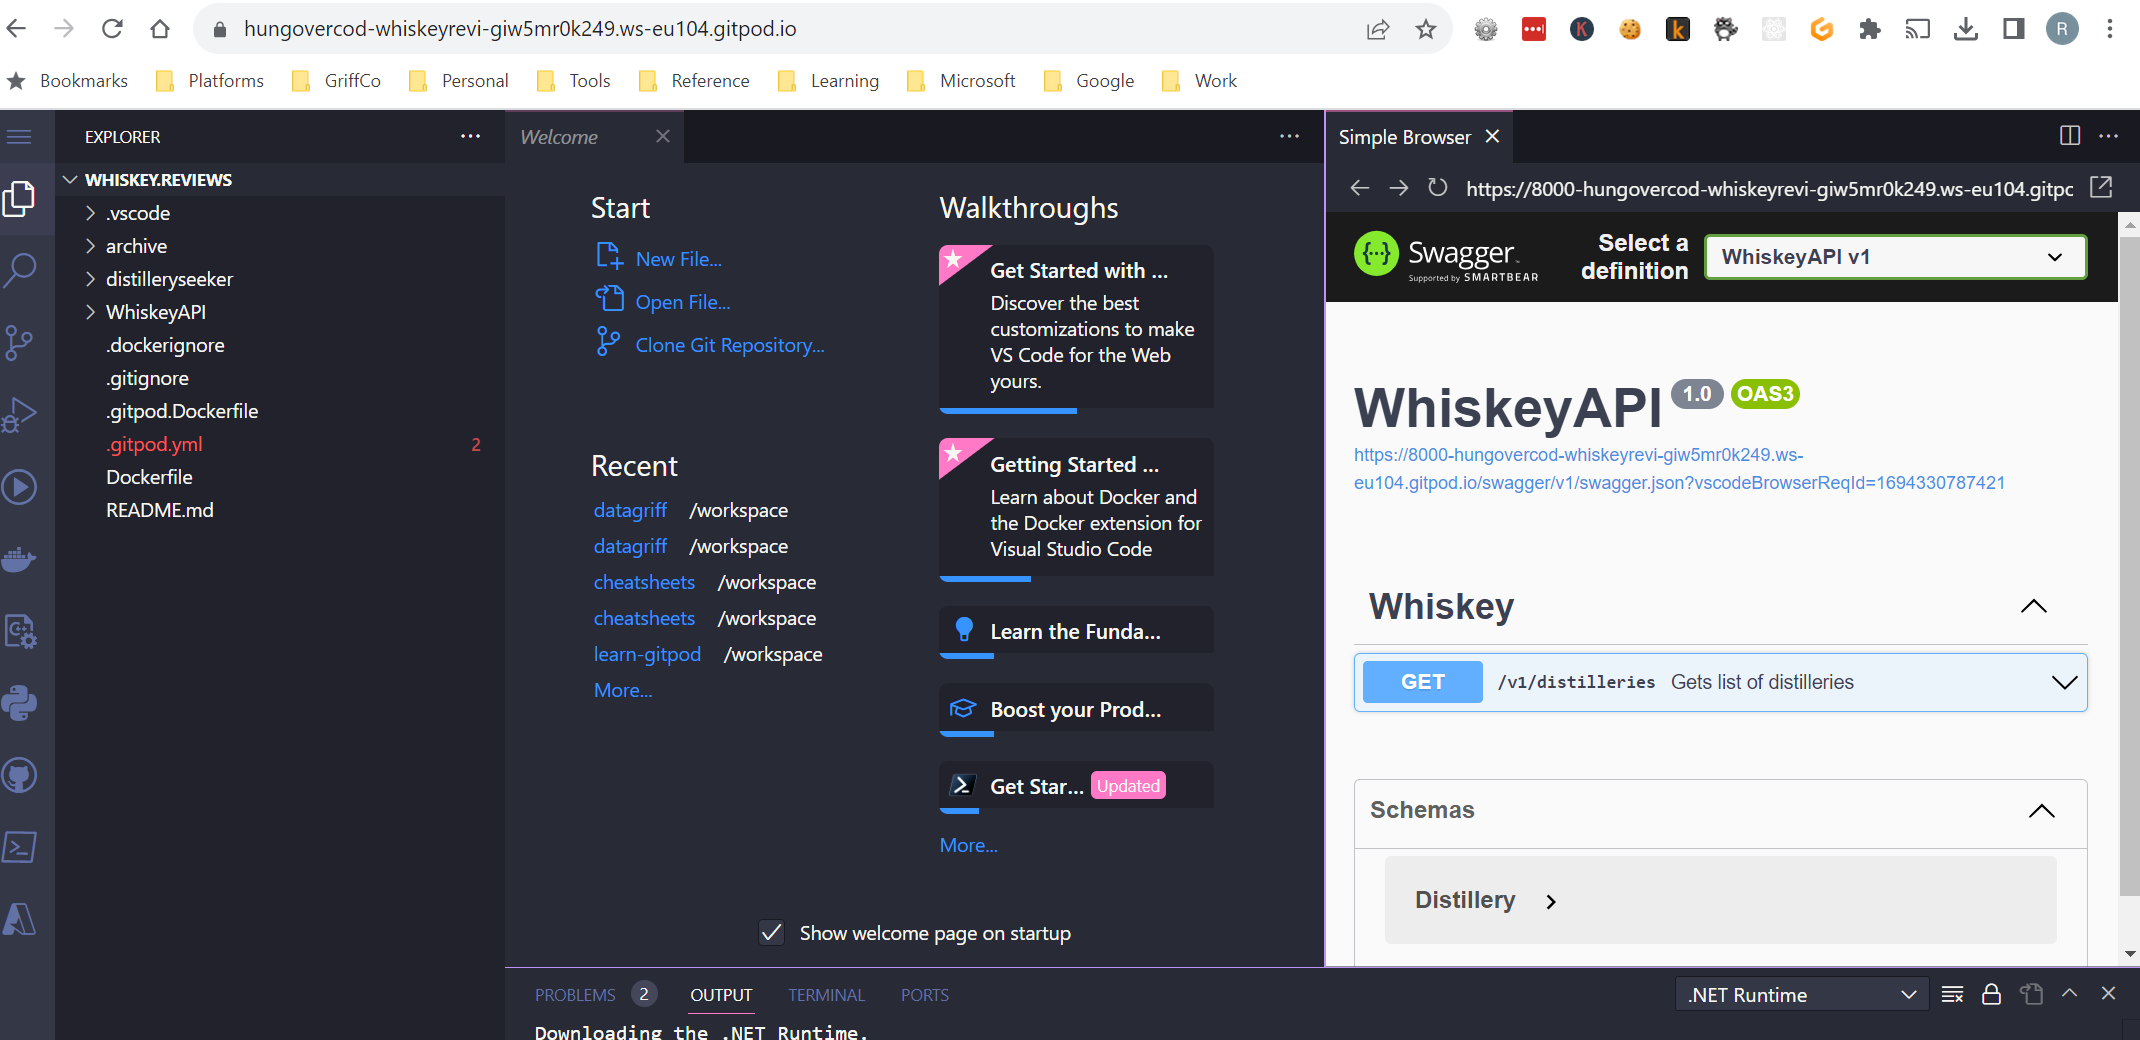 hungovercod-whiskeyrevi-giw5mr0k249.ws-eu104.gitpod.io
K
k
R
Bookmarks
Platforms
GriffCo
Personal
Tools
Reference
Learning
Microsoft
Google
Work
EXPLORER
WHISKEY.REVIEWS
.vscode
archive
distilleryseeker
WhiskeyAPI
.dockerignore
.gitignore
.gitpod.Dockerfile
.gitpod.yml 2
Dockerfile
README.md
Welcome
Start
New File...
Open File...
Clone Git Repository...
Recent
datagriff /workspace
datagriff /workspace
cheatsheets /workspace
cheatsheets /workspace
learn-gitpod /workspace
More...
Walkthroughs
Get Started with ...
Discover the best
customizations to make
VS Code for the Web
yours.
Getting Started ...
Learn about Docker and
the Docker extension for
Visual Studio Code
Learn the Funda...
Boost your Prod...
Get Star... Updated
More...
Show welcome page on startup
Simple Browser
https://8000-hungovercod-whiskeyrevi-giw5mr0k249.ws-eu104.gitpc
Swagger
Supported by SMARTBEAR
Select a
definition
WhiskeyAPI v1
WhiskeyAPI 1.0 OAS3
https://8000-hungovercod-whiskeyrevi-giw5mr0k249.ws-
eu104.gitpod.io/swagger/v1/swagger.json?vscodeBrowserReqId=1694330787421
Whiskey
GET /v1/distilleries Gets list of distilleries
Schemas
Distillery
PROBLEMS 2 OUTPUT TERMINAL PORTS
.NET Runtime
Downloading the .NET Runtime.